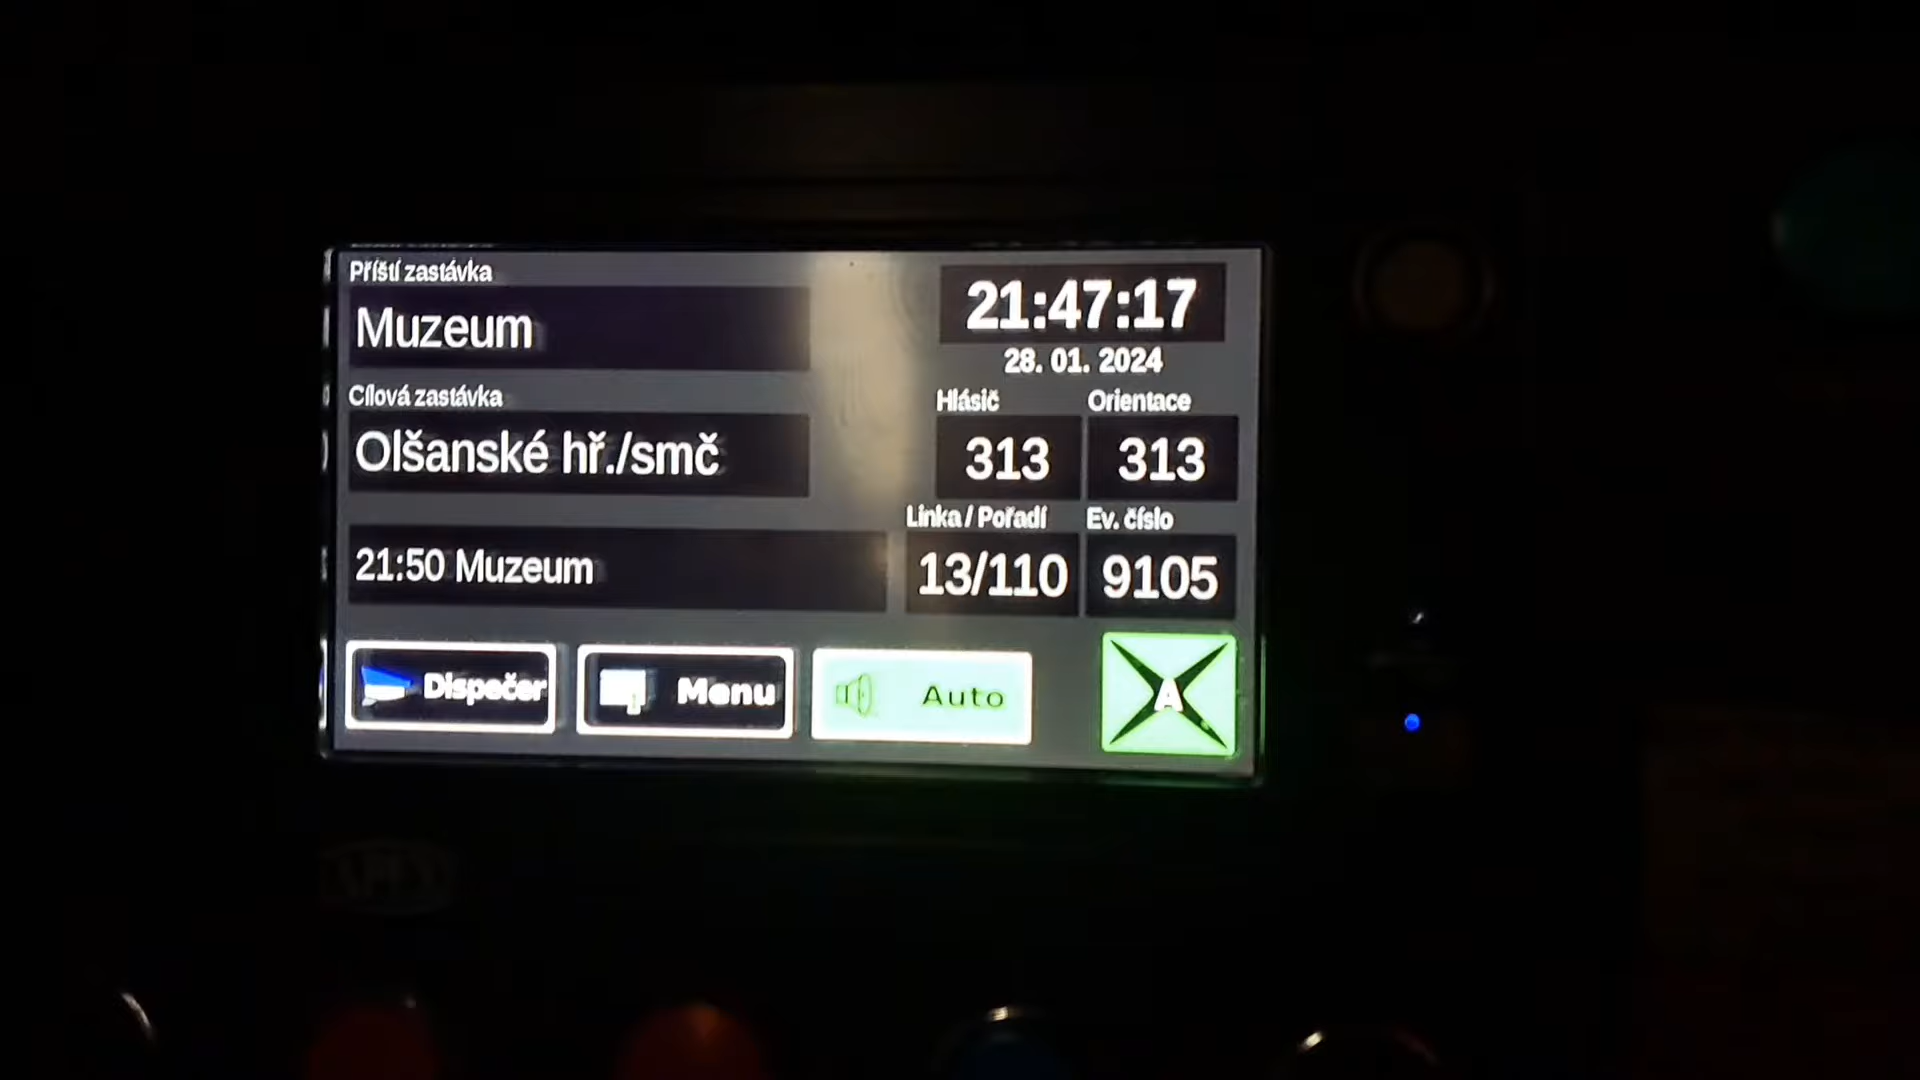 Příští zastávka
Muzeum
21:47:17
28. 01. 2024
Cílová zastávka
Olšanské hř./smč
Hlásič
Orientace
313
313
Linka / Pořadí
Ev. číslo
21:50 Muzeum
13/110
9105
Dispečer
Menu
Auto
A
APEX